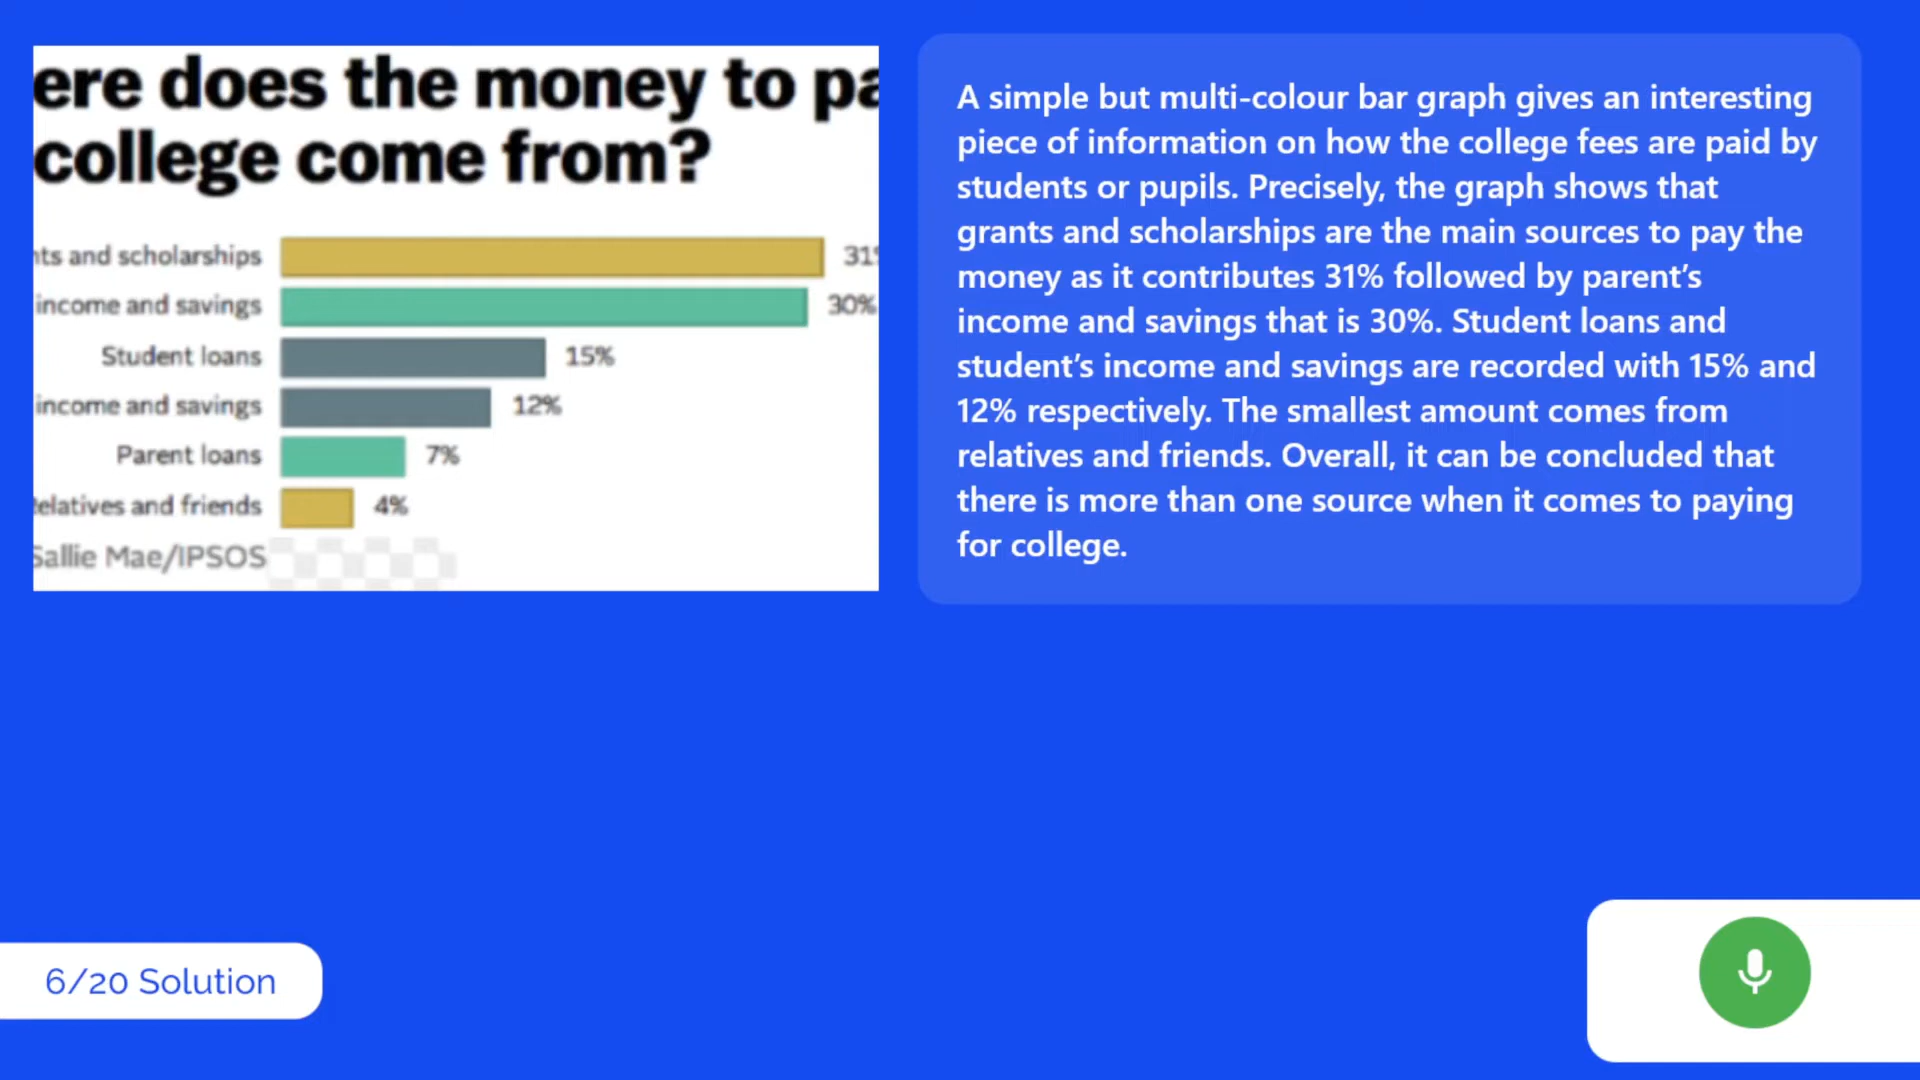 ere does the money to pa
college come from?
nts and scholarships 31%
income and savings 30%
Student loans 15%
income and savings 12%
Parent loans 7%
Relatives and friends 4%
Sallie Mae/IPSOS
A simple but multi-colour bar graph gives an interesting
piece of information on how the college fees are paid by
students or pupils. Precisely, the graph shows that
grants and scholarships are the main sources to pay the
money as it contributes 31% followed by parent’s
income and savings that is 30%. Student loans and
student’s income and savings are recorded with 15% and
12% respectively. The smallest amount comes from
relatives and friends. Overall, it can be concluded that
there is more than one source when it comes to paying
for college.
6/20 Solution